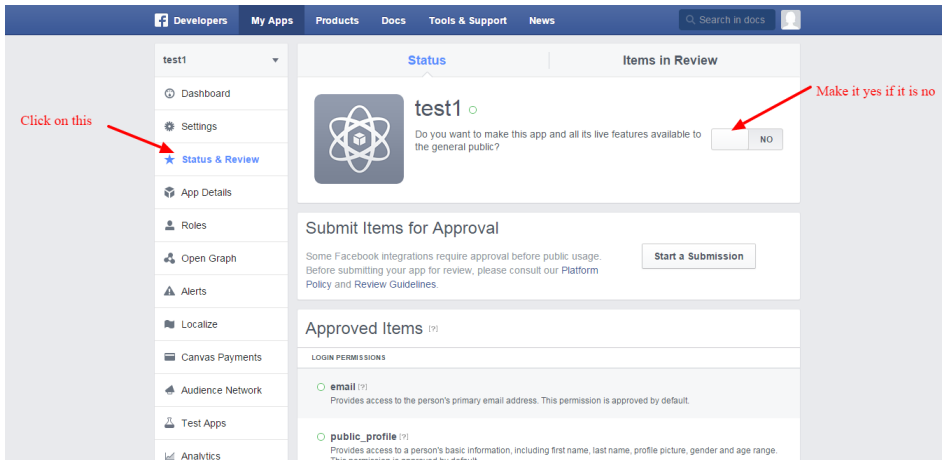 Developers My Apps Products Docs Tools & Support News Search in docs
test1
Dashboard
Settings
Status & Review
App Details
Roles
Open Graph
Alerts
Localize
Canvas Payments
Audience Network
Test Apps
Analytics
Click on this
Status Items in Review
test1
Do you want to make this app and all its live features available to
the general public?
NO
Make it yes if it is no
Submit Items for Approval
Some Facebook integrations require approval before public usage.
Before submitting your app for review, please consult our Platform
Policy and Review Guidelines.
Start a Submission
Approved Items [?]
LOGIN PERMISSIONS
email [?]
Provides access to the person's primary email address. This permission is approved by default.
public_profile [?]
Provides access to a person's basic information, including first name, last name, profile picture, gender and age range.
This permission is approved by default.